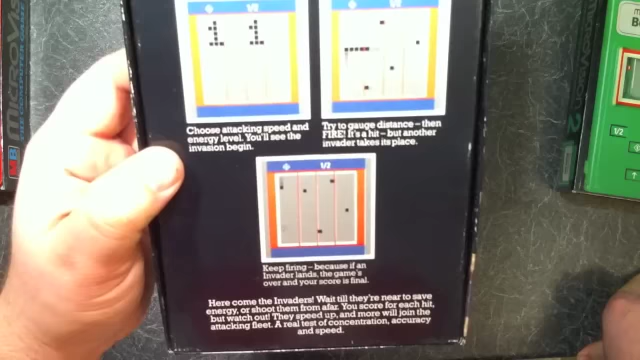 1/2
1/2
Choose attacking speed and
energy level. You'll see the
invasion begin.
Try to gauge distance – then
FIRE! It's a hit – but another
invader takes its place.
1/2
Keep firing – because if an
Invader lands, the game's
over and your score is final.
Here come the Invaders! Wait till they're near to save
energy, or shoot them from afar. You score for each hit,
but watch out! They speed up, and more will join the
attacking fleet. A real test of concentration, accuracy
and speed.
MB
1/2